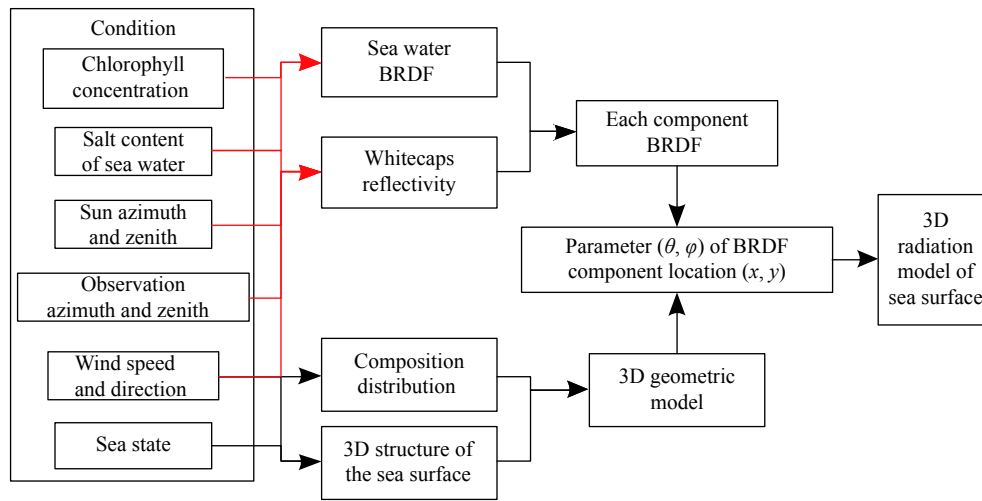 Condition
Chlorophyll
concentration
Salt content
of sea water
Sun azimuth
and zenith
Observation
azimuth and zenith
Wind speed
and direction
Sea state
Sea water
BRDF
Whitecaps
reflectivity
Composition
distribution
3D structure of
the sea surface
Each component
BRDF
Parameter (θ, φ) of BRDF
component location (x, y)
3D geometric
model
3D
radiation
model of
sea surface